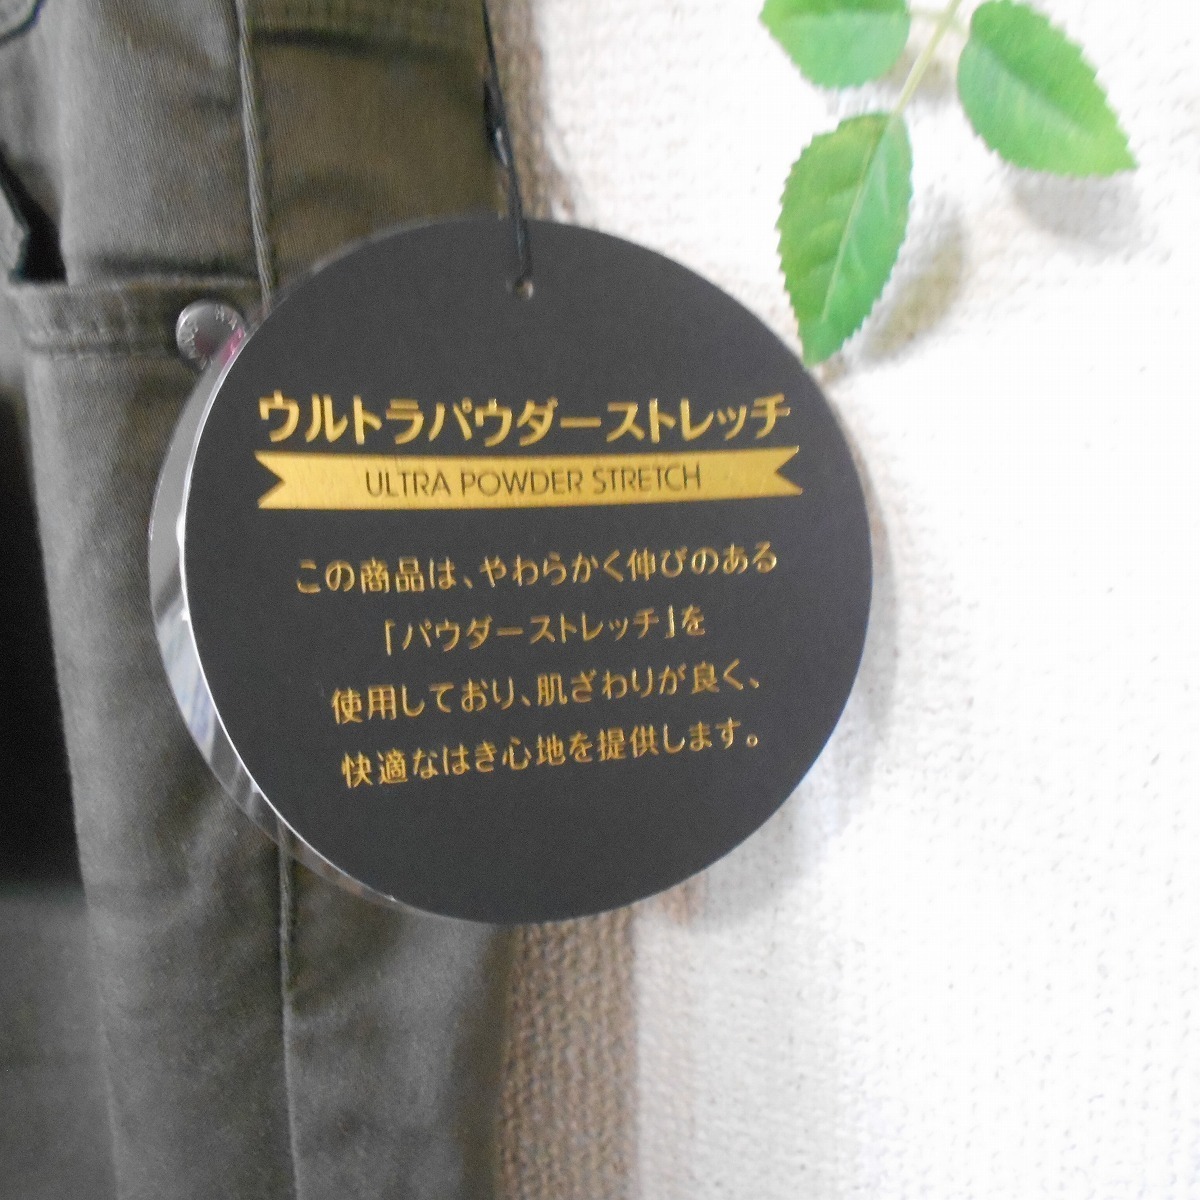 ウルトラパウダーストレッチ
ULTRA POWDER STRETCH
この商品は、やわらかく伸びのある
「パウダーストレッチ」を
使用しており、肌ざわりが良く、
快適なはき心地を提供します。